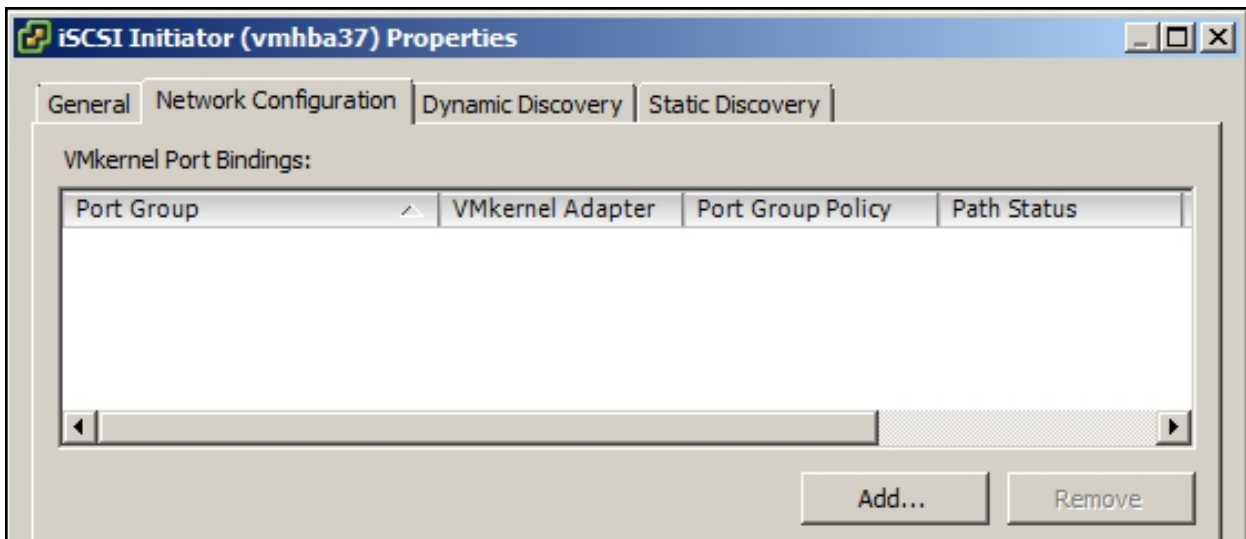 iSCSI Initiator (vmhba37) Properties
General Network Configuration Dynamic Discovery Static Discovery
VMkernel Port Bindings:
Port Group VMkernel Adapter Port Group Policy Path Status
Add... Remove